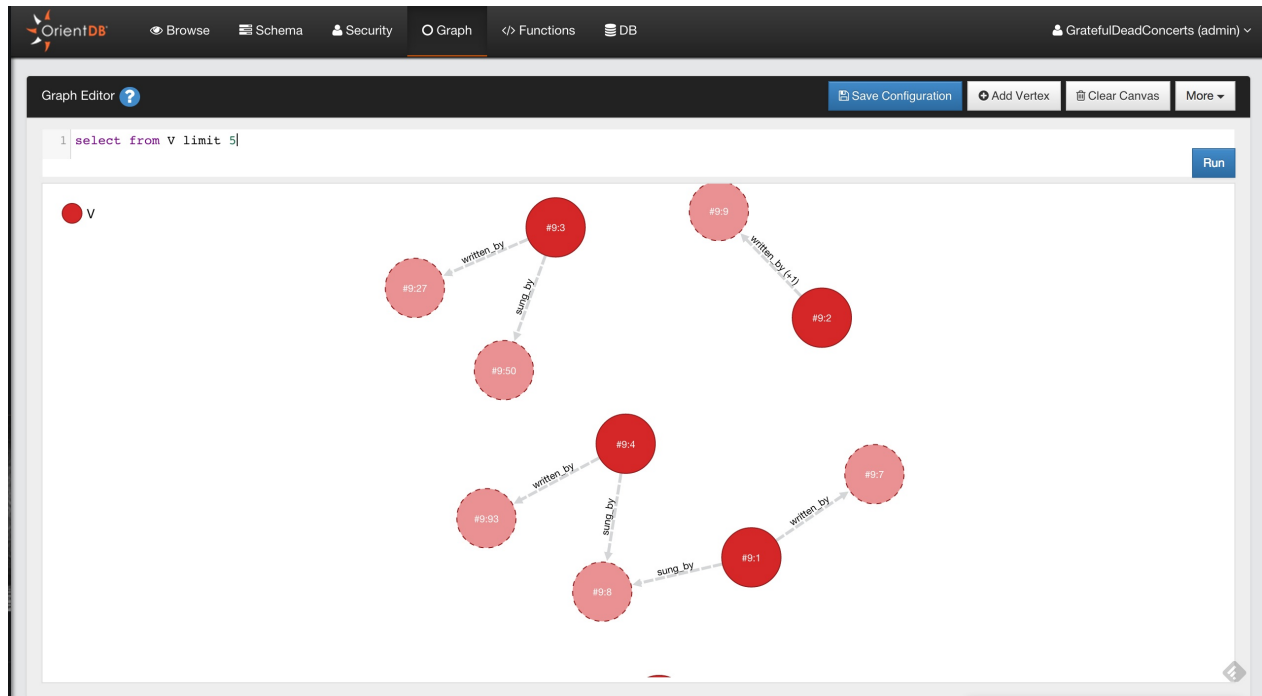 OrientDB Browse Schema Security Graph Functions DB GratefulDeadConcerts (admin)
Graph Editor ? Save Configuration Add Vertex Clear Canvas More
1 select from V limit 5
Run
V
#9:3
#9:9
written_by
written_by (+1)
#9:27
sung_by
#9:2
#9:50
#9:4
written_by
#9:7
sung_by
written_by
#9:93
#9:1
sung_by
#9:8